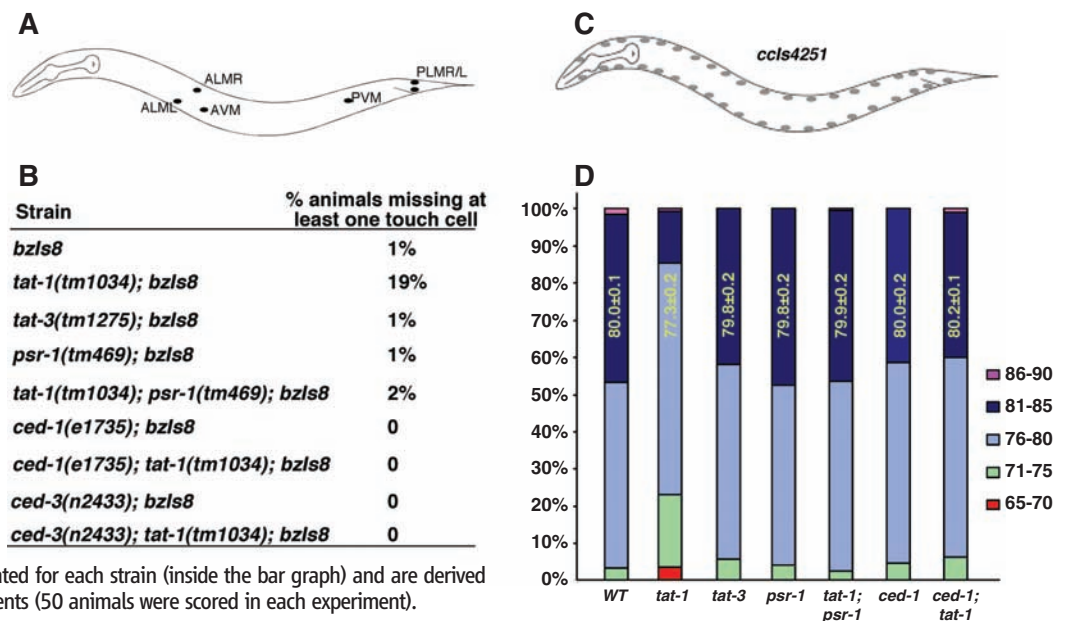 A
ALMR
PLMR/L
ALML
AVM
PVM
B
Strain
% animals missing at
least one touch cell
bzIs8 1%
tat-1(tm1034); bzIs8 19%
tat-3(tm1275); bzIs8 1%
psr-1(tm469); bzIs8 1%
tat-1(tm1034); psr-1(tm469); bzIs8 2%
ced-1(e1735); bzIs8 0
ced-1(e1735); tat-1(tm1034); bzIs8 0
ced-3(n2433); bzIs8 0
ced-3(n2433); tat-1(tm1034); bzIs8 0
ted for each strain (inside the bar graph) and are derived
ents (50 animals were scored in each experiment).
C
ccIs4251
D
100%
90%
80%
70%
60%
50%
40%
30%
20%
10%
0%
80.0±0.1
77.3±0.2
79.8±0.2
79.8±0.2
79.9±0.2
80.0±0.2
80.2±0.1
WT
tat-1
tat-3
psr-1
tat-1;
psr-1
ced-1
ced-1;
tat-1
86-90
81-85
76-80
71-75
65-70